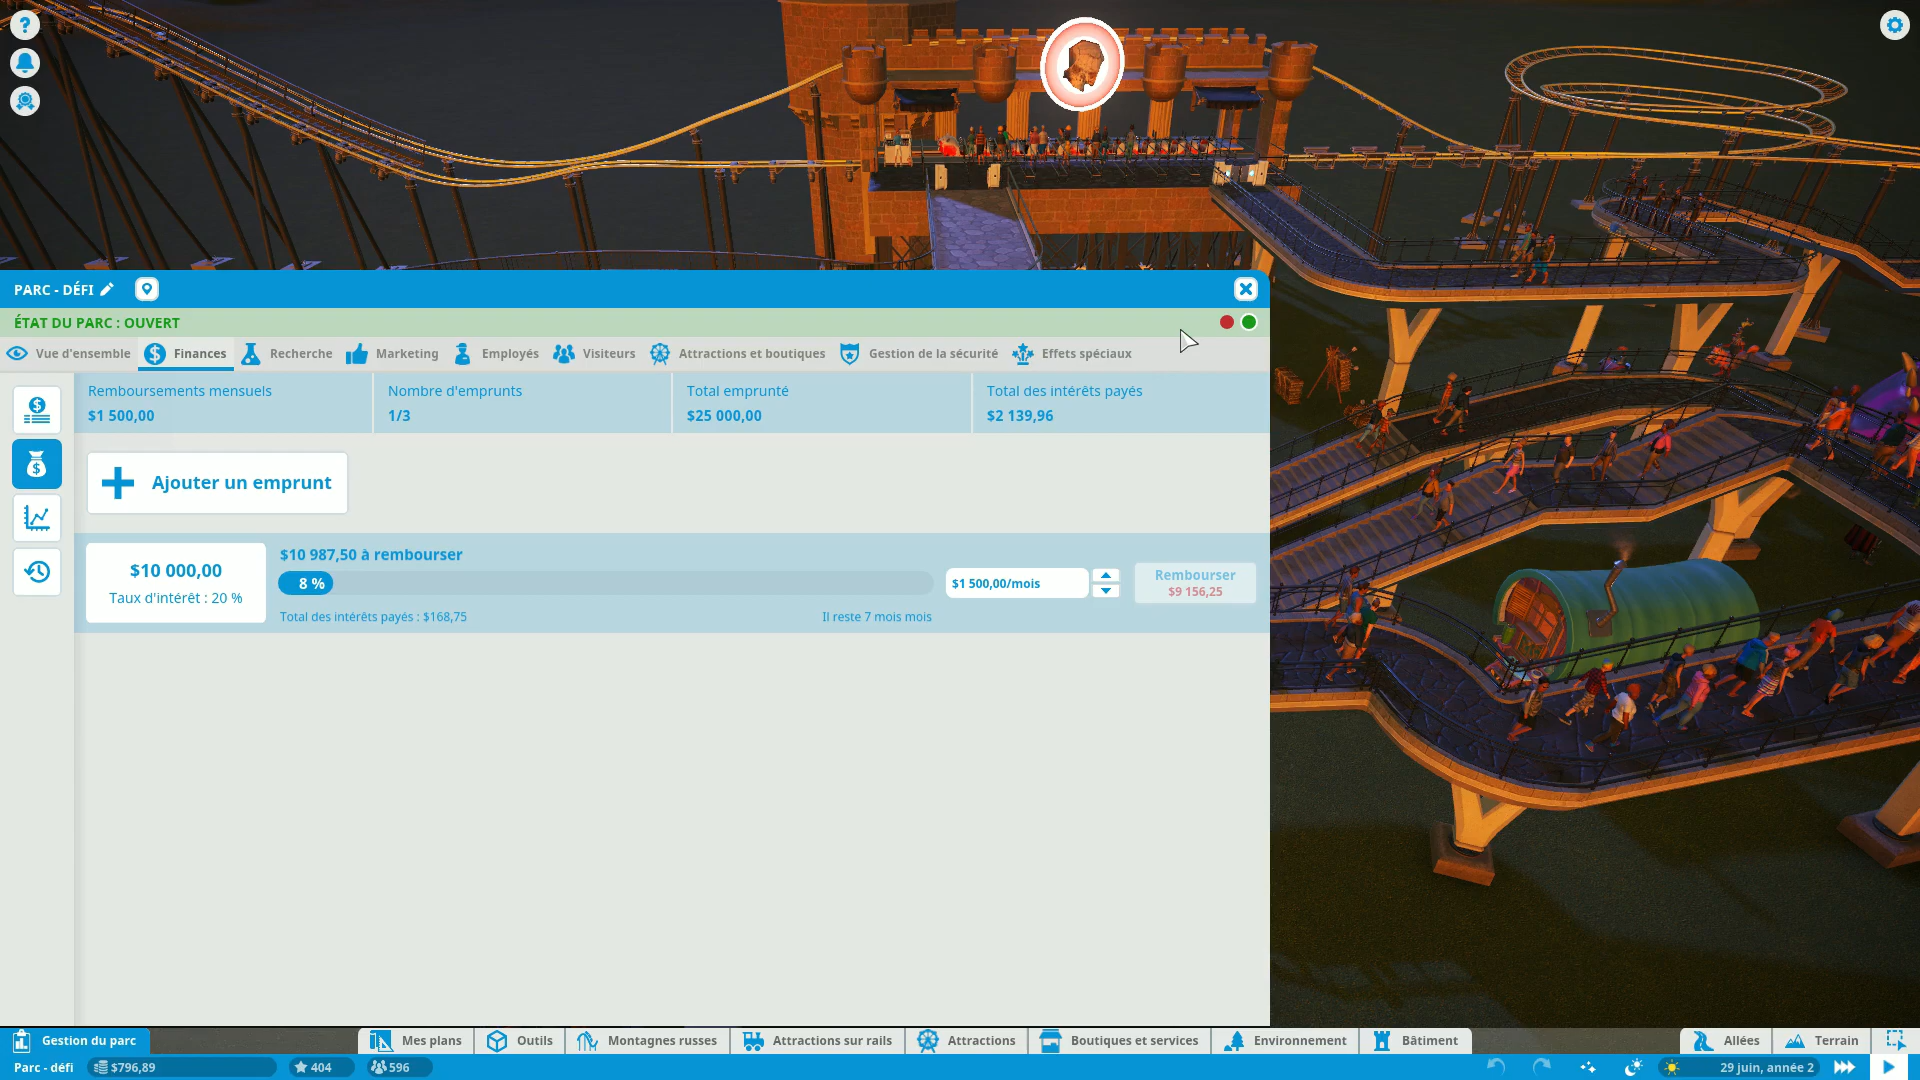 ?
PARC - DÉFI
ÉTAT DU PARC : OUVERT
Vue d'ensemble
Finances
Recherche
Marketing
Employés
Visiteurs
Attractions et boutiques
Gestion de la sécurité
Effets spéciaux
Remboursements mensuels
$1 500,00
Nombre d'emprunts
1/3
Total emprunté
$25 000,00
Total des intérêts payés
$2 139,96
Ajouter un emprunt
$10 000,00
Taux d'intérêt : 20 %
$10 987,50 à rembourser
8 %
Total des intérêts payés : $168,75
Il reste 7 mois mois
$1 500,00/mois
Rembourser
$9 156,25
Gestion du parc
Mes plans
Outils
Montagnes russes
Attractions sur rails
Attractions
Boutiques et services
Environnement
Bâtiment
Allées
Terrain
Parc - défi
$796,89
404
596
29 juin, année 2